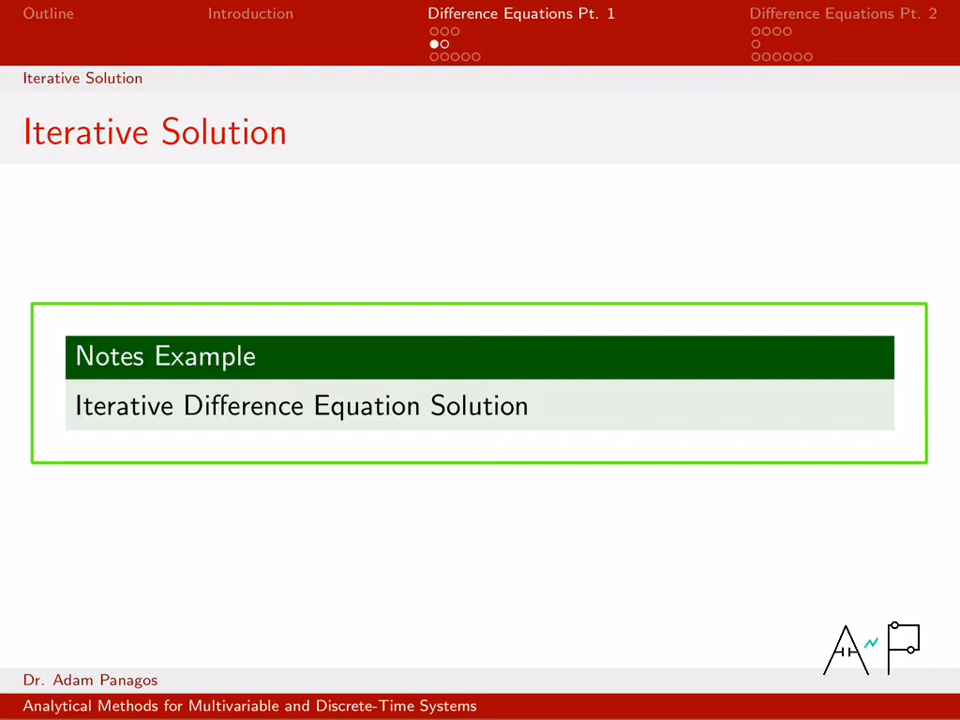 Outline Introduction Difference Equations Pt. 1 Difference Equations Pt. 2
Iterative Solution
Iterative Solution
Notes Example
Iterative Difference Equation Solution
AP
Dr. Adam Panagos
Analytical Methods for Multivariable and Discrete-Time Systems